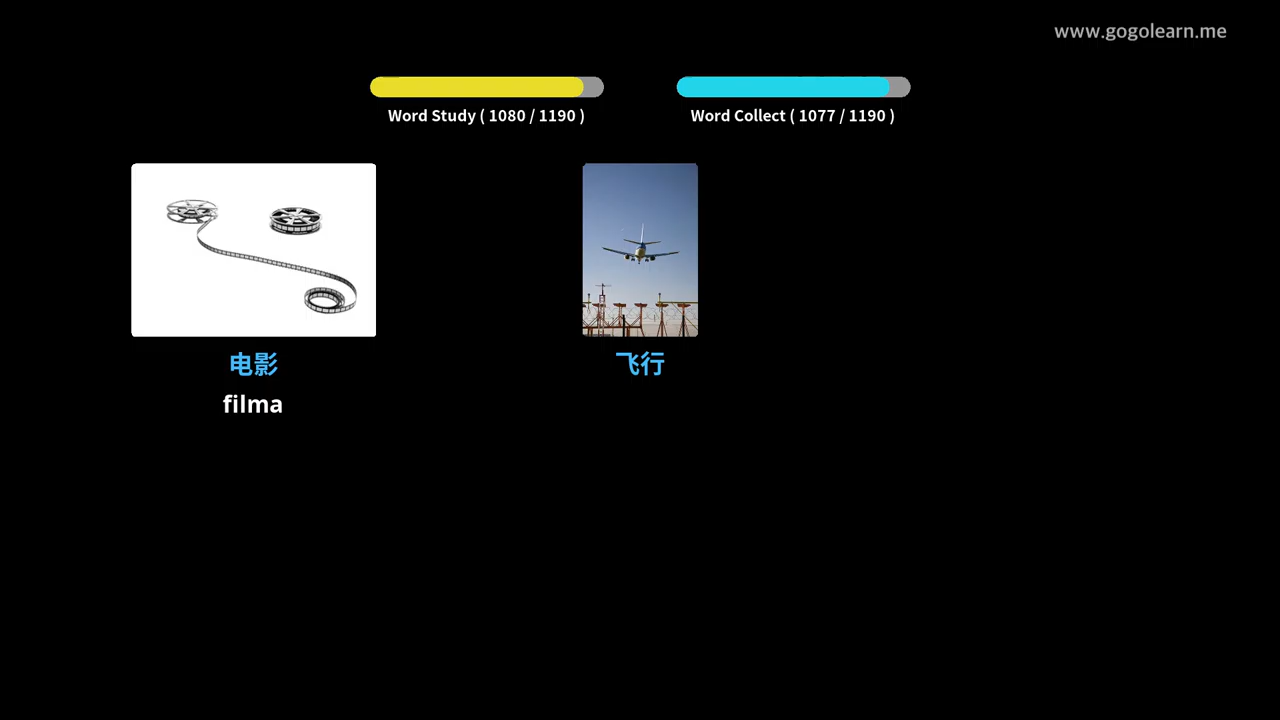 www.gogolearn.me
Word Study ( 1080 / 1190 )
Word Collect ( 1077 / 1190 )
电影
filma
飞行